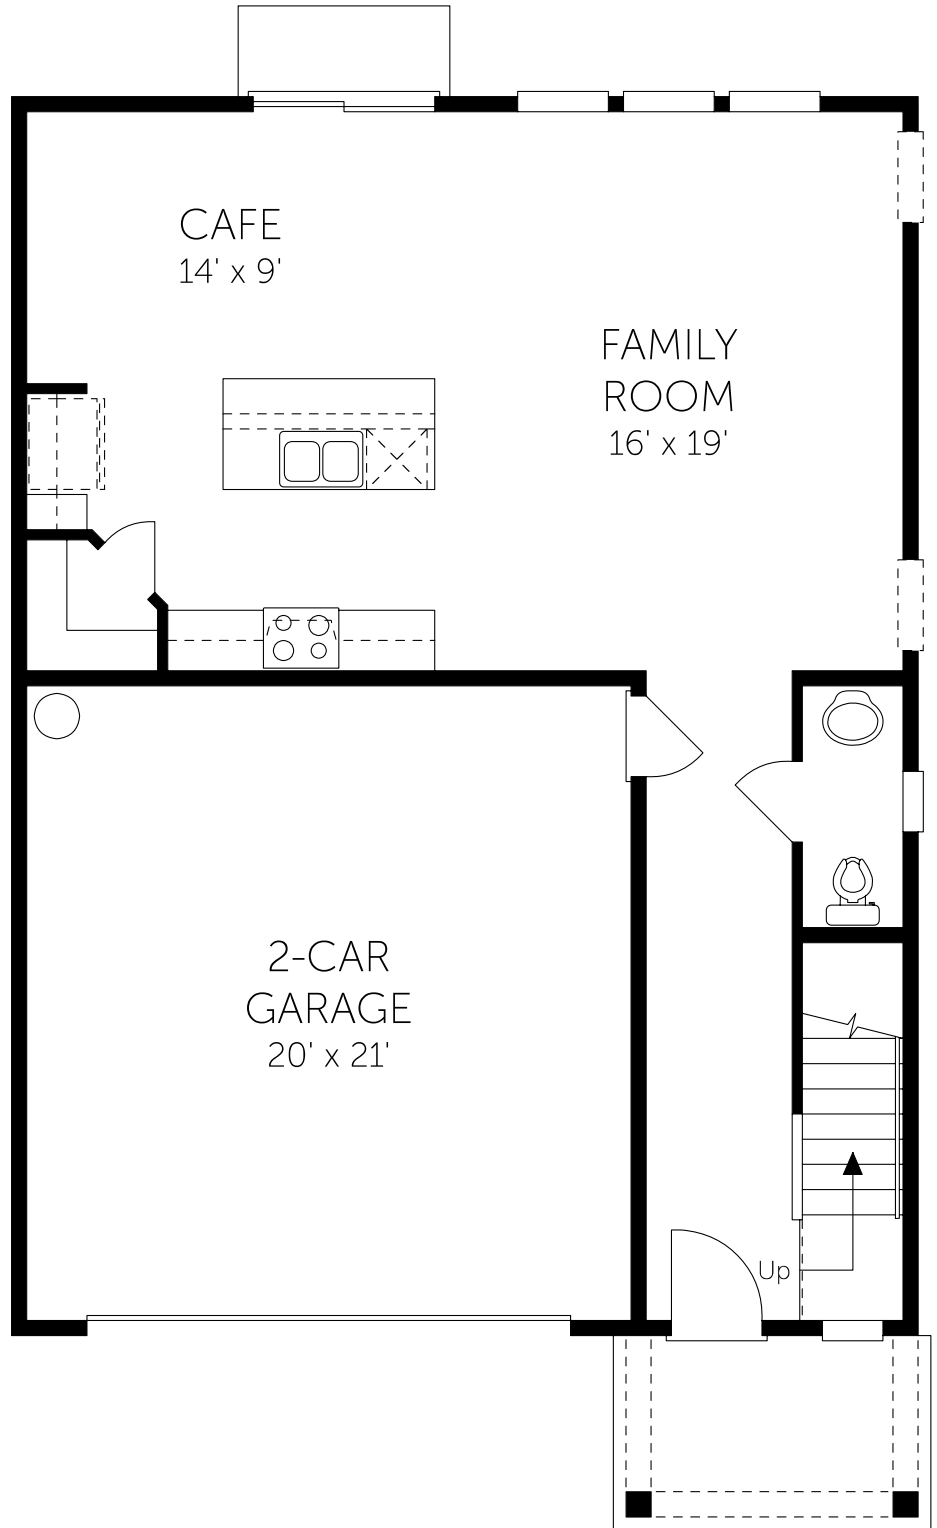 CAFE
14' x 9'
FAMILY
ROOM
16' x 19'
2-CAR
GARAGE
20' x 21'
Up